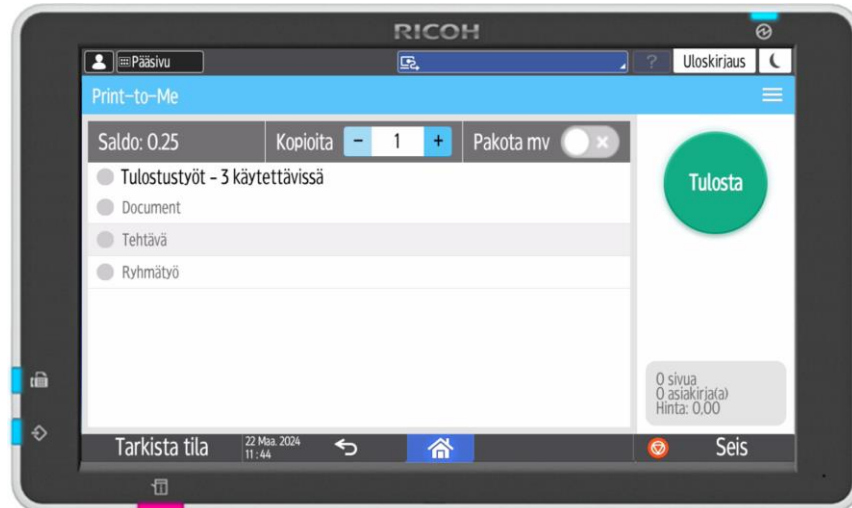 RICOH
Pääsivu
? Uloskirjaus
Print-to-Me
Saldo: 0.25 Kopioita - 1 + Pakota mv
Tulostustyöt - 3 käytettävissä
Document
Tehtävä
Ryhmätyö
Tulosta
0 sivua
0 asiakirja(a)
Hinta: 0,00
Tarkista tila 22 Maa. 2024 Seis
11 : 44